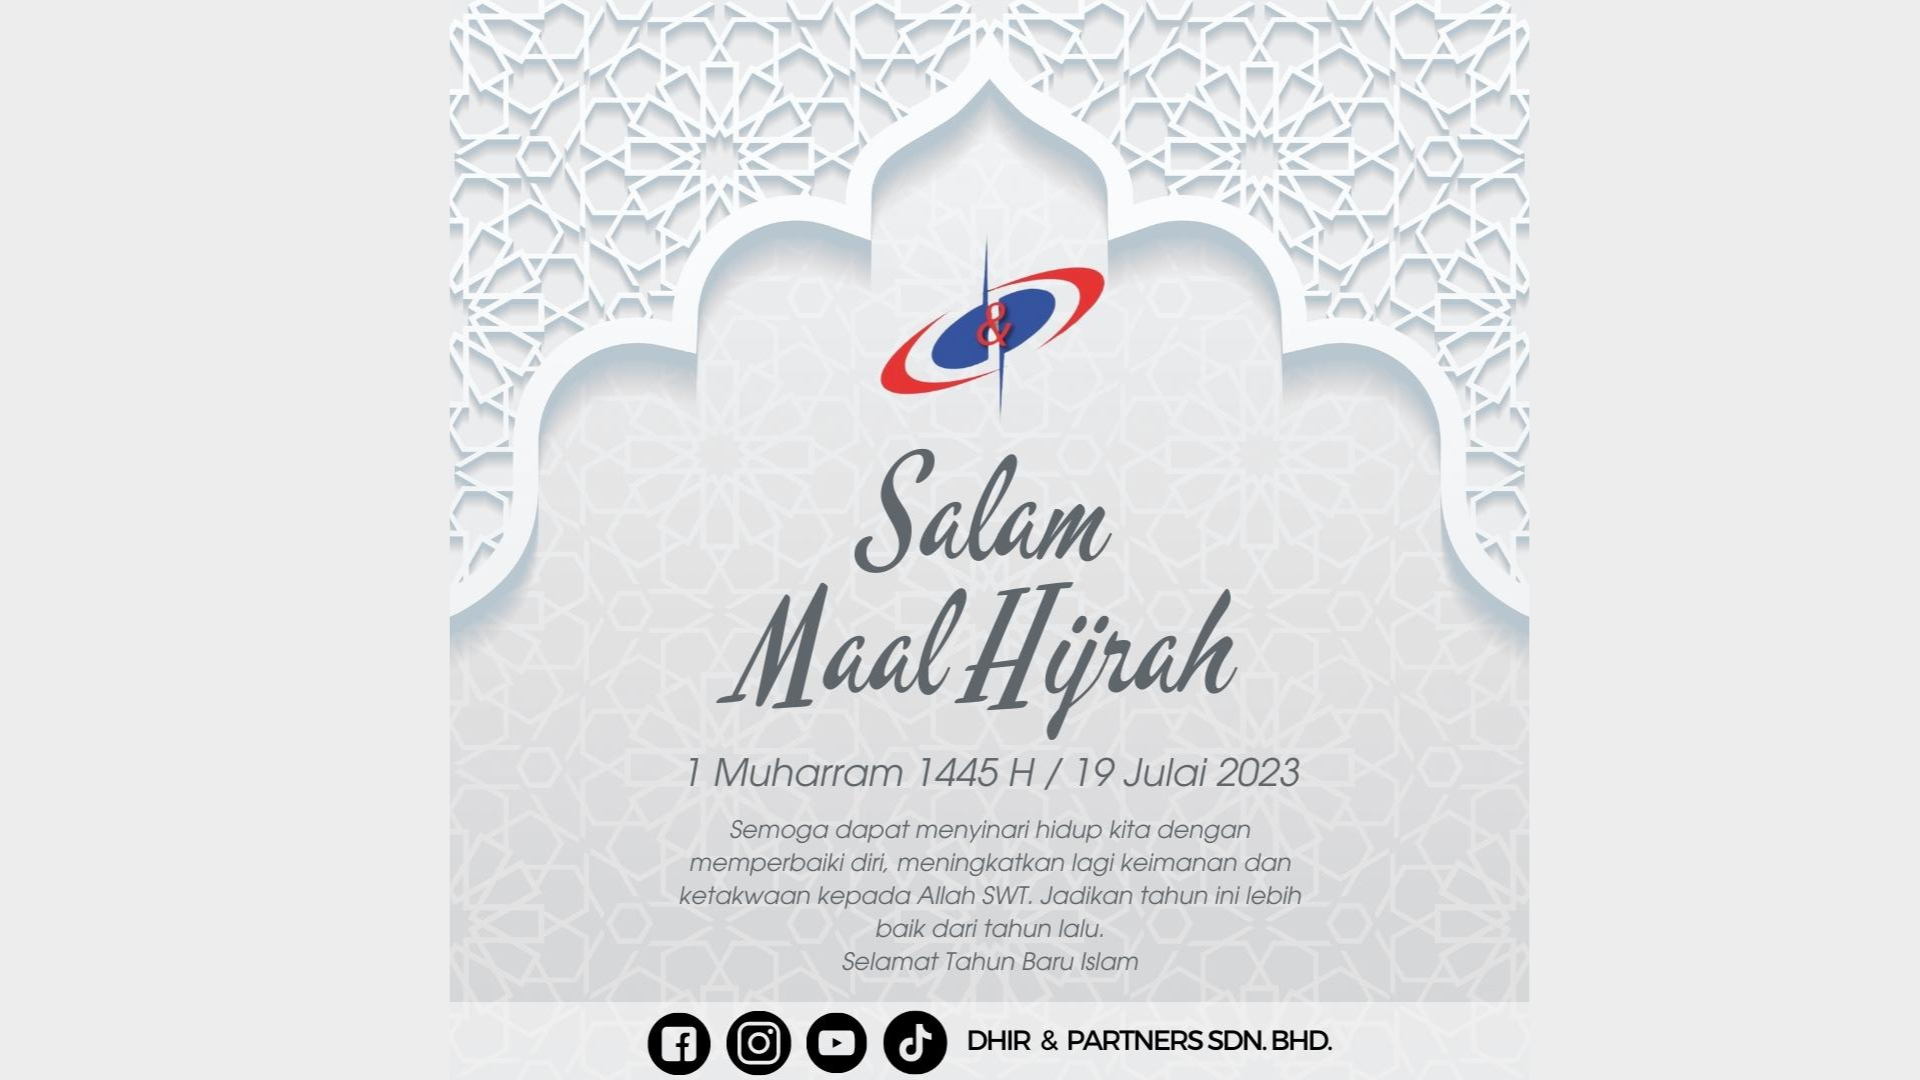 &
Salam
Maal Hijrah
1 Muharram 1445 H / 19 Julai 2023
Semoga dapat menyinari hidup kita dengan
memperbaiki diri, meningkatkan lagi keimanan dan
ketakwaan kepada Allah SWT. Jadikan tahun ini lebih
baik dari tahun lalu.
Selamat Tahun Baru Islam
DHIR & PARTNERS SDN. BHD.